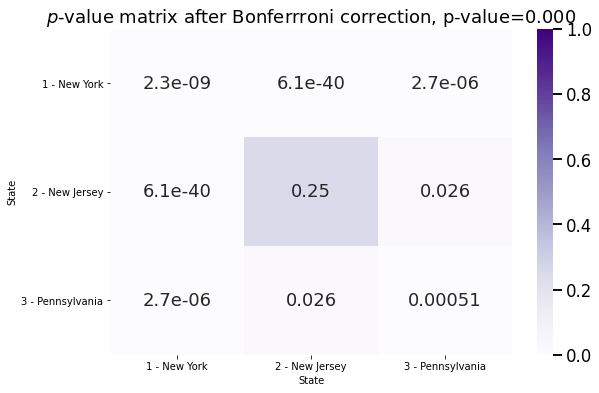 p-value matrix after Bonferrroni correction, p-value=0.000
1 - New York
2.3e-09 6.1e-40 2.7e-06
2 - New Jersey
6.1e-40 0.25 0.026
3 - Pennsylvania
2.7e-06 0.026 0.00051
State
1 - New York 2 - New Jersey 3 - Pennsylvania
State
1.0
0.8
0.6
0.4
0.2
0.0